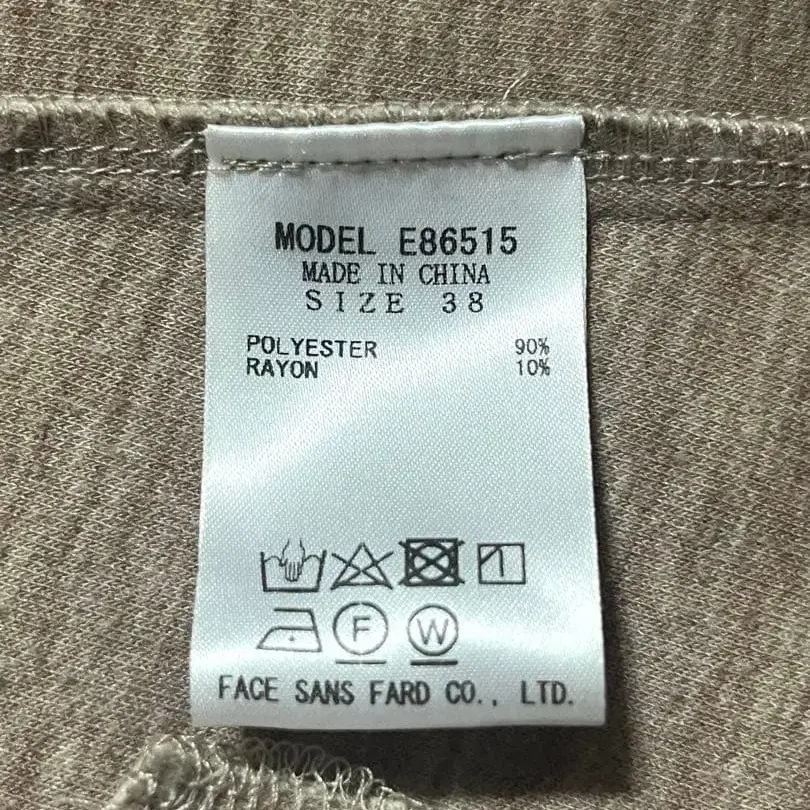 MODEL E86515
MADE IN CHINA
SIZE 38
POLYESTER 90%
RAYON 10%
F W
FACE SANS FARD CO., LTD.